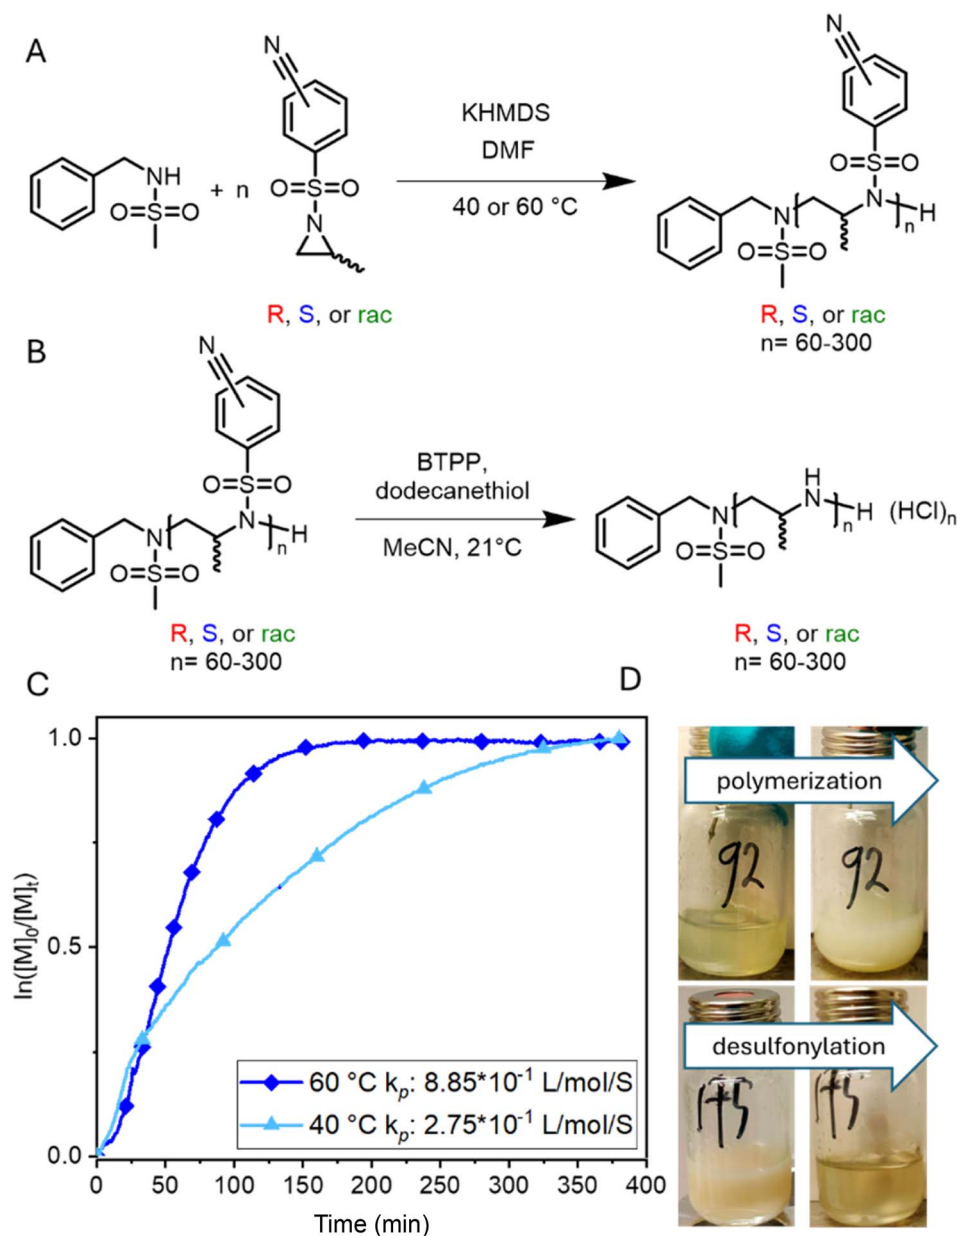 A
N
KHMDS
DMF
40 or 60 °C
NH
O=S=O
+ n
O=S=O
N
R, S, or rac
N
O=S=O
N
N
H
n
O=S=O
R, S, or rac
n= 60-300
B
N
O=S=O
N
N
H
n
O=S=O
R, S, or rac
n= 60-300
BTPP,
dodecanethiol
MeCN, 21°C
H
N
N
H
n
(HCl)n
O=S=O
R, S, or rac
n= 60-300
C
ln([M]0/[M]t)
1.0
0.5
0.0
60 °C kp: 8.85*10-1 L/mol/S
40 °C kp: 2.75*10-1 L/mol/S
0 50 100 150 200 250 300 350 400
Time (min)
D
polymerization
92
92
desulfonylation